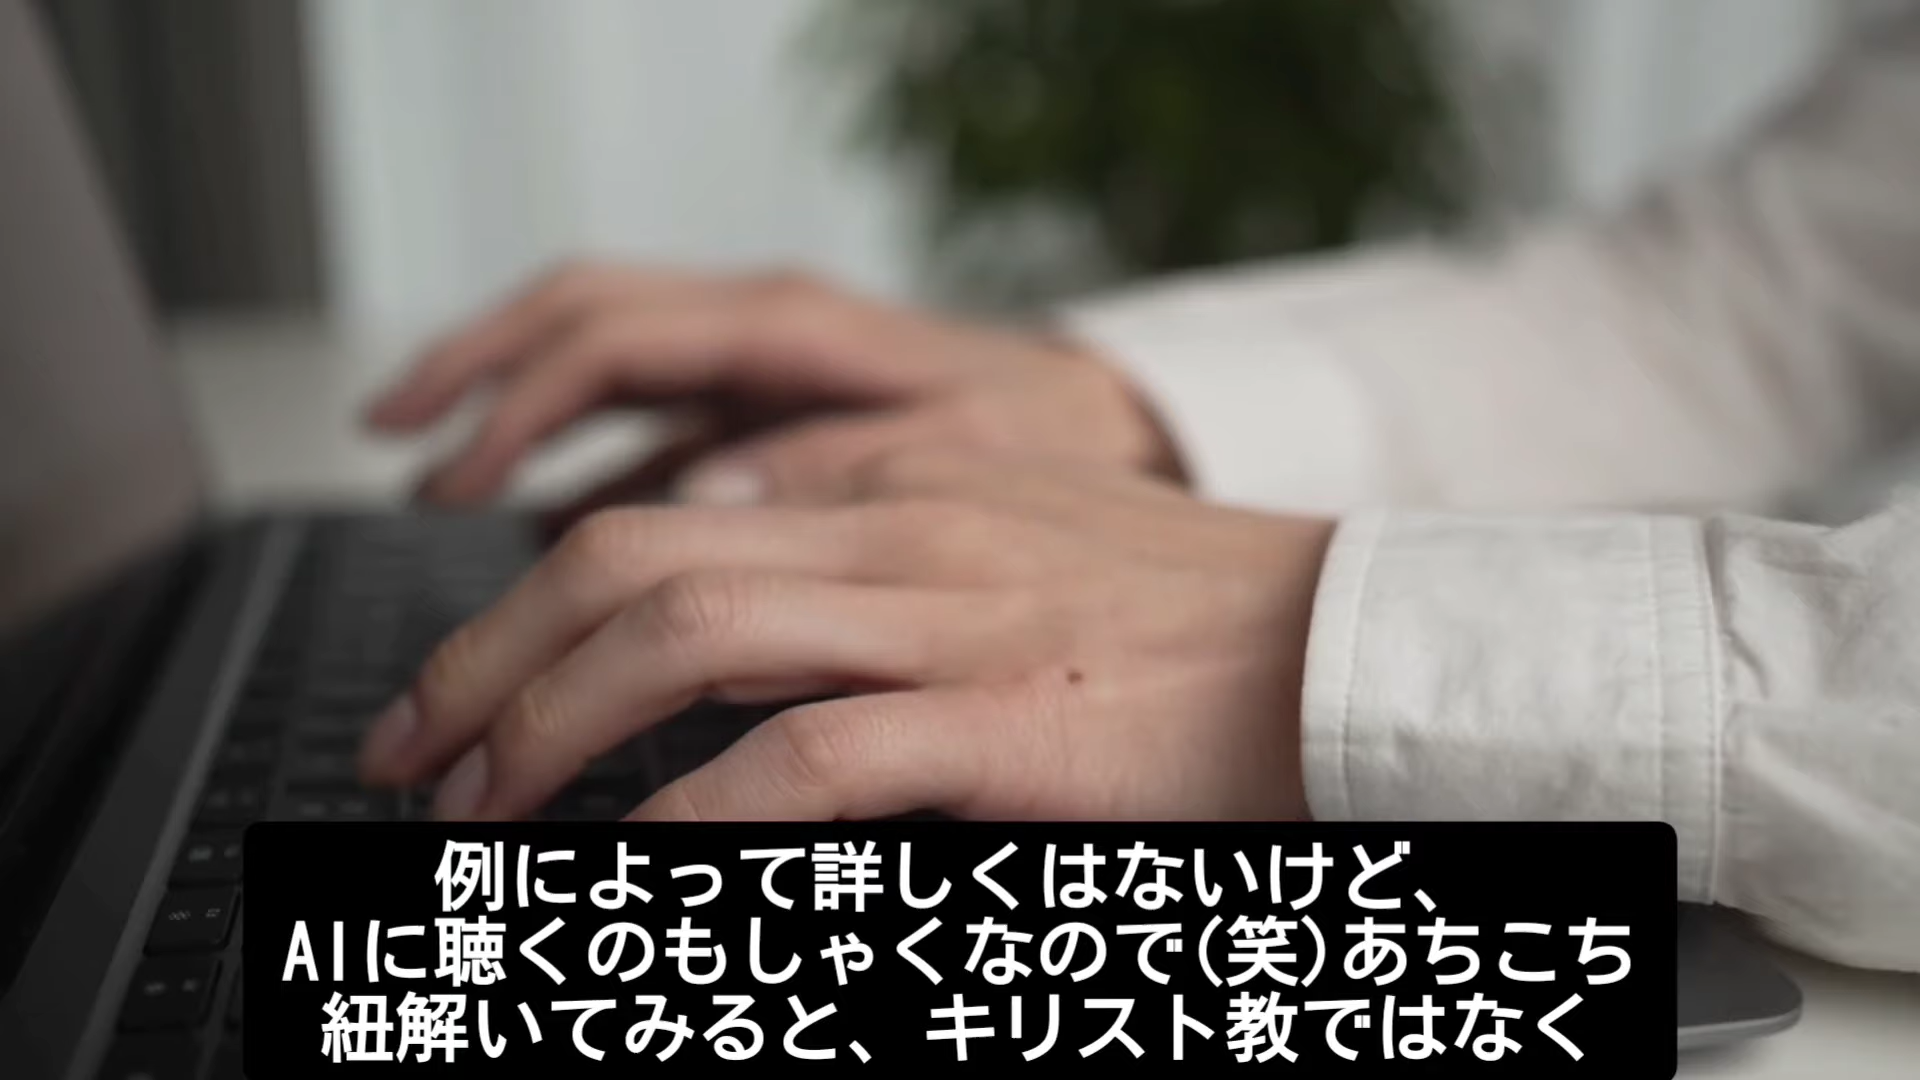 例によって詳しくはないけど、
AIに聴くのもしゃくなので(笑)あちこち
紐解いてみると、キリスト教ではなく